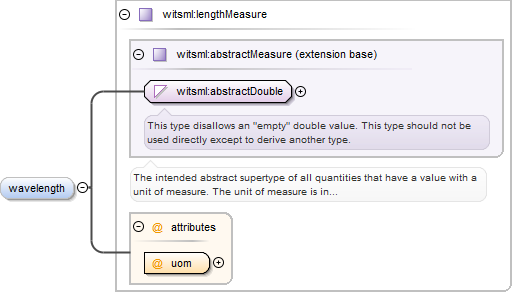 witsml:lengthMeasure
witsml:abstractMeasure (extension base)
witsml:abstractDouble
This type disallows an "empty" double value. This type should not be
used directly except to derive another type.
The intended abstract supertype of all quantities that have a value with a
unit of measure. The unit of measure is in...
wavelength
@ attributes
@ uom